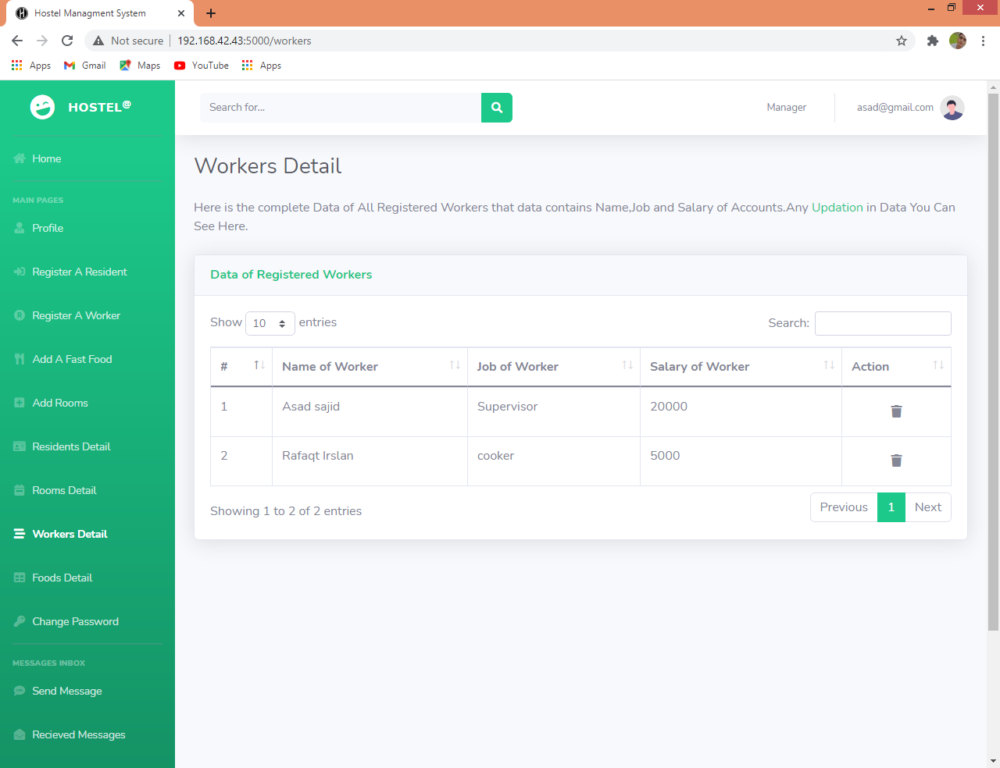 Hostel Managment System
Not secure
192.168.42.43:5000/workers
Apps Gmail Maps YouTube Apps
HOSTEL@
Search for...
Manager
asad@gmail.com
Home
MAIN PAGES
Profile
Register A Resident
Register A Worker
Add A Fast Food
Add Rooms
Residents Detail
Rooms Detail
Workers Detail
Foods Detail
Change Password
MESSAGES INBOX
Send Message
Recieved Messages
Workers Detail
Here is the complete Data of All Registered Workers that data contains Name,Job and Salary of Accounts.Any Updation in Data You Can
See Here.
Data of Registered Workers
Show 10 entries
Search:
# Name of Worker Job of Worker Salary of Worker Action
1 Asad sajid Supervisor 20000
2 Rafaqt Irslan cooker 5000
Showing 1 to 2 of 2 entries
Previous 1 Next